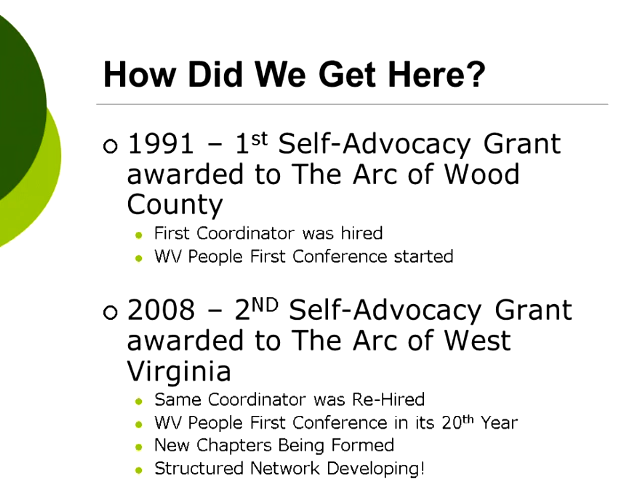 How Did We Get Here?
1991 – 1st Self-Advocacy Grant
awarded to The Arc of Wood
County
First Coordinator was hired
WV People First Conference started
2008 – 2ND Self-Advocacy Grant
awarded to The Arc of West
Virginia
Same Coordinator was Re-Hired
WV People First Conference in its 20th Year
New Chapters Being Formed
Structured Network Developing!